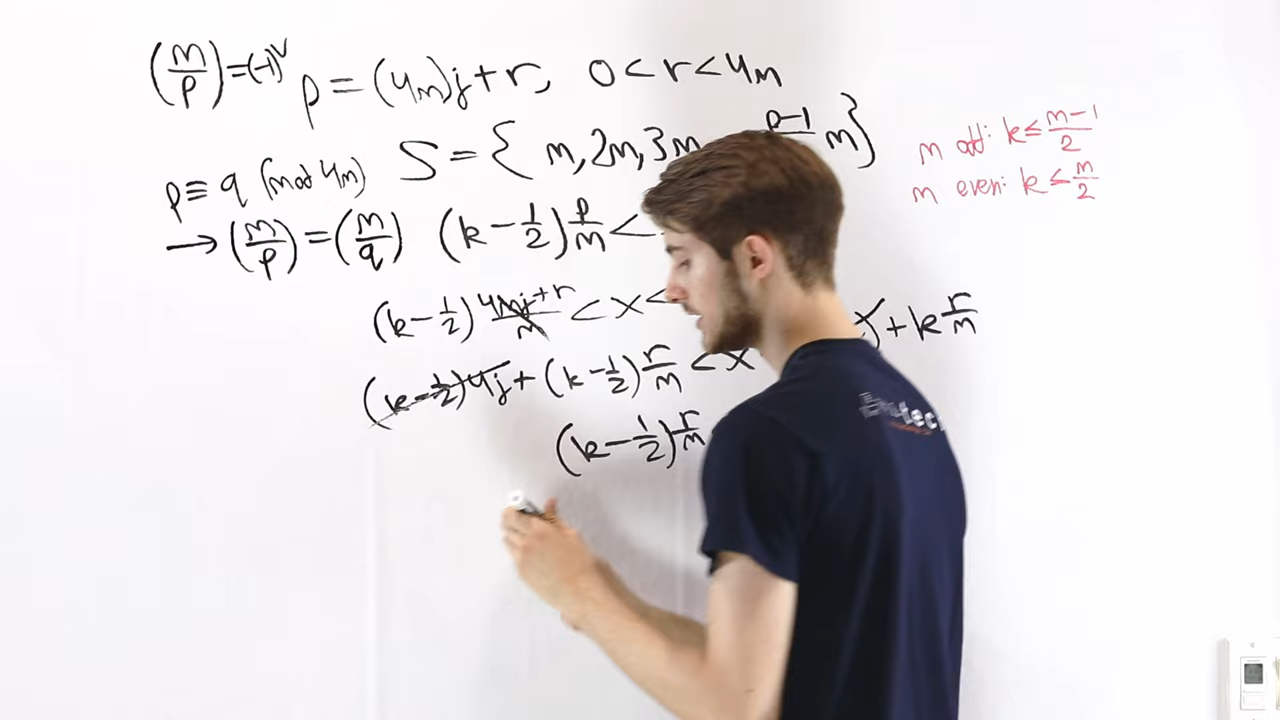 (m/p) = (-1)^v p = (4m)j + r, 0 < r < 4m
S = { m, 2m, 3m p-1 m }
p ≡ q (mod 4m)
→ (m/p) = (m/q) (k - 1/2) p/m <
(k - 1/2) 4mj+r/m < x <
(k - 1/2)4j + (k - 1/2) r/m < x + k r/m
(k - 1/2) r/m
m odd: k ≤ m-1/2
m even: k ≤ m/2